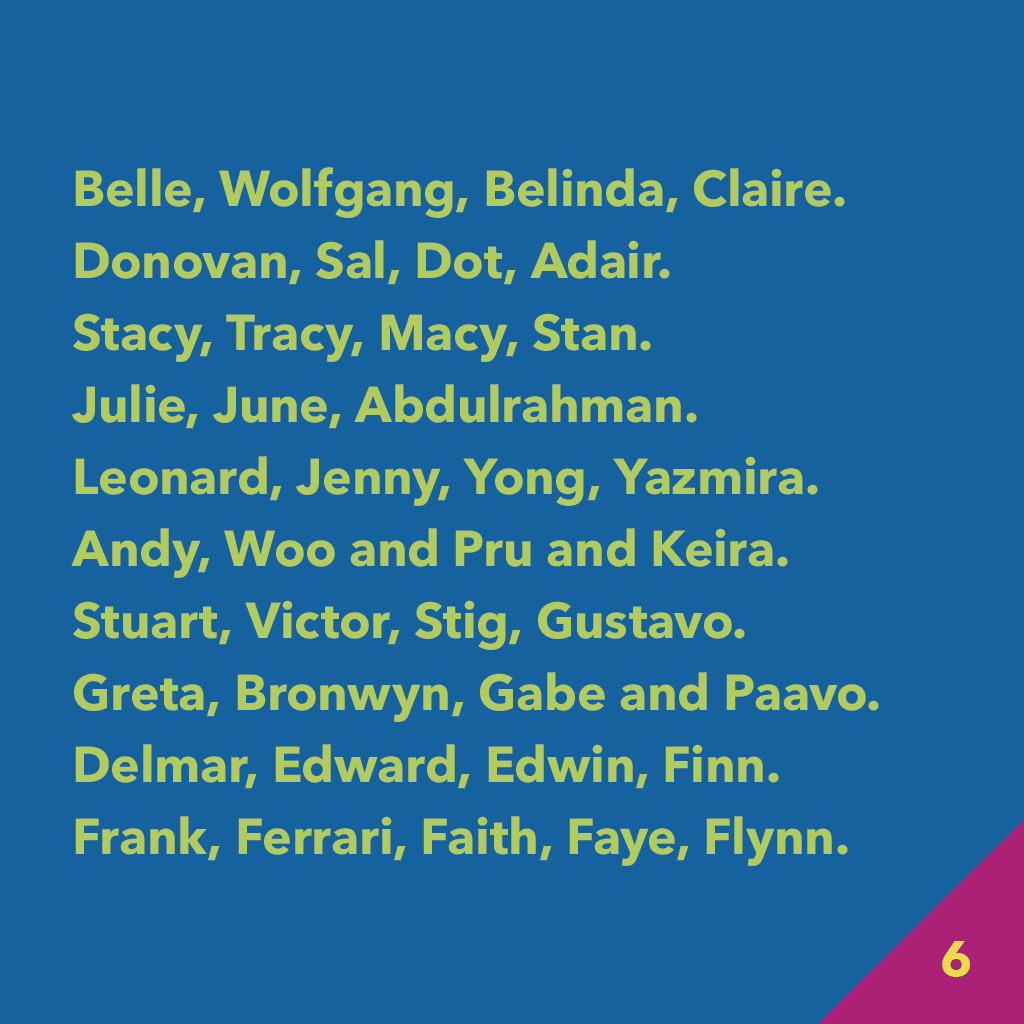 Belle, Wolfgang, Belinda, Claire.
Donovan, Sal, Dot, Adair.
Stacy, Tracy, Macy, Stan.
Julie, June, Abdulrahman.
Leonard, Jenny, Yong, Yazmira.
Andy, Woo and Pru and Keira.
Stuart, Victor, Stig, Gustavo.
Greta, Bronwyn, Gabe and Paavo.
Delmar, Edward, Edwin, Finn.
Frank, Ferrari, Faith, Faye, Flynn.
6